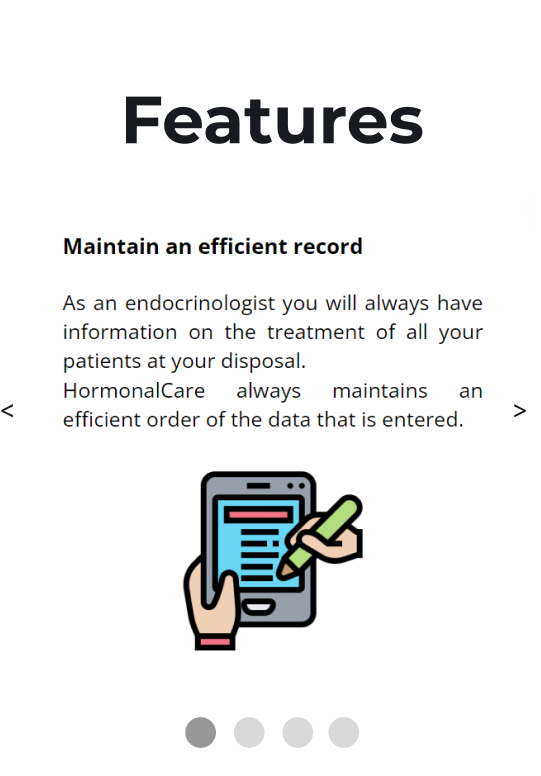 Features
Maintain an efficient record
As an endocrinologist you will always have
information on the treatment of all your
patients at your disposal.
HormonalCare always maintains an
< >
efficient order of the data that is entered.